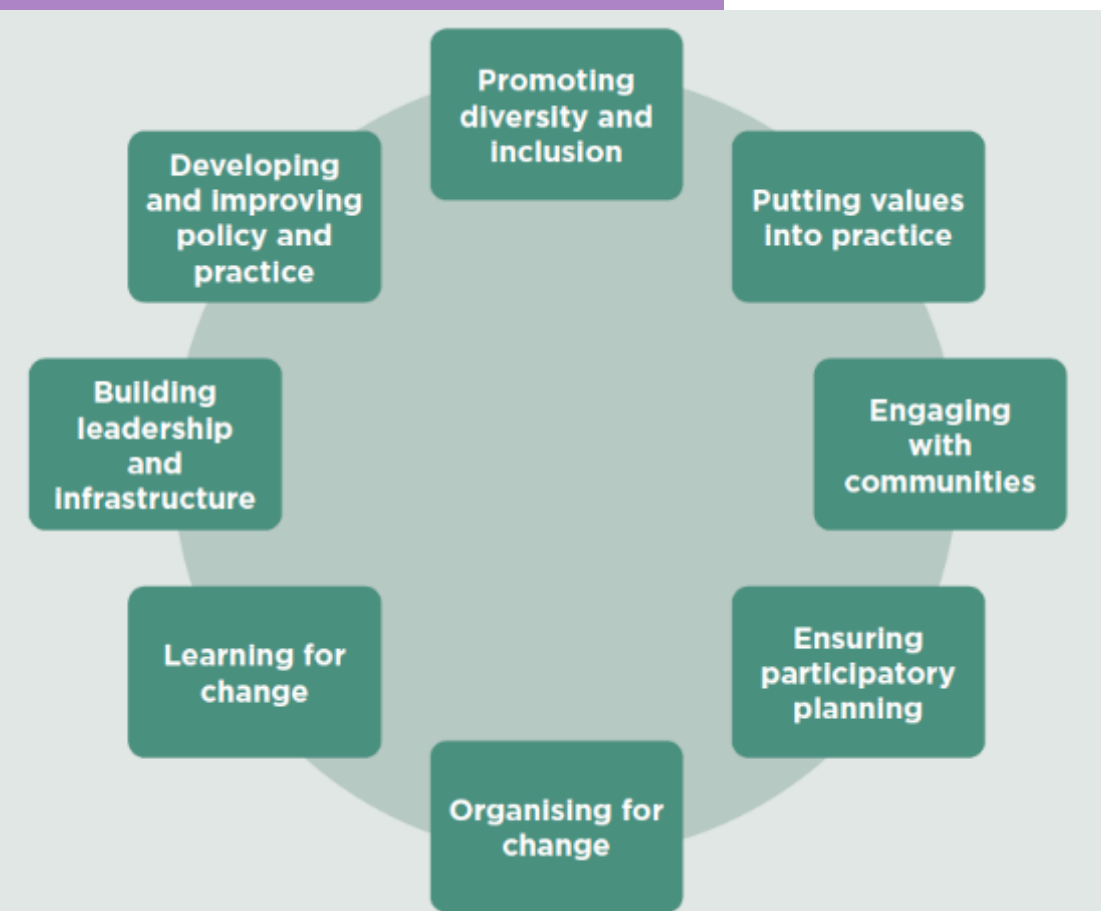 Promoting
diversity and
inclusion
Putting values
into practice
Engaging
with
communities
Ensuring
participatory
planning
Organising for
change
Learning for
change
Building
leadership
and
infrastructure
Developing
and improving
policy and
practice